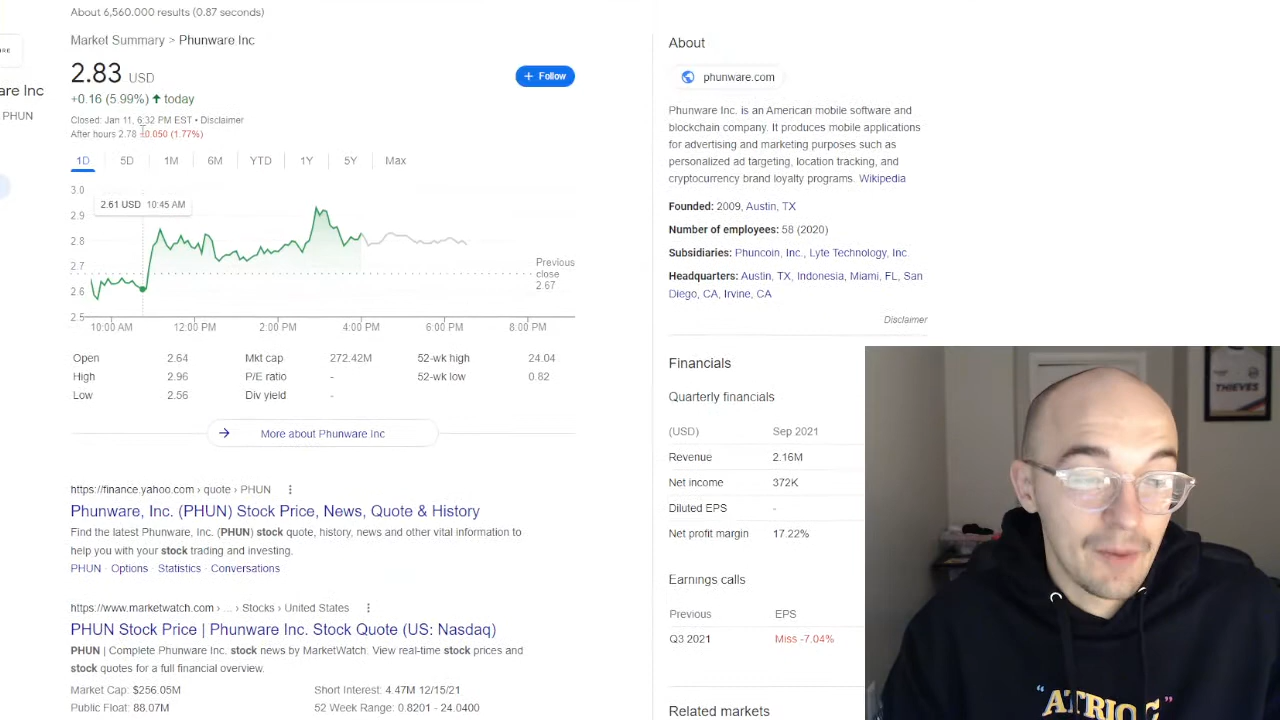 About 6,560,000 results (0.87 seconds)
Market Summary > Phunware Inc
2.83 USD
+ Follow
+0.16 (5.99%) ↑ today
Closed: Jan 11, 6:32 PM EST • Disclaimer
After hours 2.78 −0.050 (1.77%)
1D 5D 1M 6M YTD 1Y 5Y Max
3.0
2.9
2.8
2.7
2.6
2.5
2.61 USD 10:45 AM
Previous
close
2.67
10:00 AM 12:00 PM 2:00 PM 4:00 PM 6:00 PM 8:00 PM
Open 2.64 Mkt cap 272.42M 52-wk high 24.04
High 2.96 P/E ratio - 52-wk low 0.82
Low 2.56 Div yield -
More about Phunware Inc
https://finance.yahoo.com › quote › PHUN
Phunware, Inc. (PHUN) Stock Price, News, Quote & History
Find the latest Phunware, Inc. (PHUN) stock quote, history, news and other vital information to
help you with your stock trading and investing.
PHUN · Options · Statistics · Conversations
https://www.marketwatch.com › ... › Stocks › United States
PHUN Stock Price | Phunware Inc. Stock Quote (US: Nasdaq)
PHUN | Complete Phunware Inc. stock news by MarketWatch. View real-time stock prices and
stock quotes for a full financial overview.
Market Cap: $256.05M Short Interest: 4.47M 12/15/21
Public Float: 88.07M 52 Week Range: 0.8201 - 24.0400
ARE
are Inc
PHUN
About
phunware.com
Phunware Inc. is an American mobile software and
blockchain company. It produces mobile applications
for advertising and marketing purposes such as
personalized ad targeting, location tracking, and
cryptocurrency brand loyalty programs. Wikipedia
Founded: 2009, Austin, TX
Number of employees: 58 (2020)
Subsidiaries: Phuncoin, Inc., Lyte Technology, Inc.
Headquarters: Austin, TX, Indonesia, Miami, FL, San
Diego, CA, Irvine, CA
Disclaimer
Financials
Quarterly financials
(USD) Sep 2021
Revenue 2.16M
Net income 372K
Diluted EPS -
Net profit margin 17.22%
Earnings calls
Previous EPS
Q3 2021 Miss -7.04%
Related markets
THIEVES
"ATRIOC"